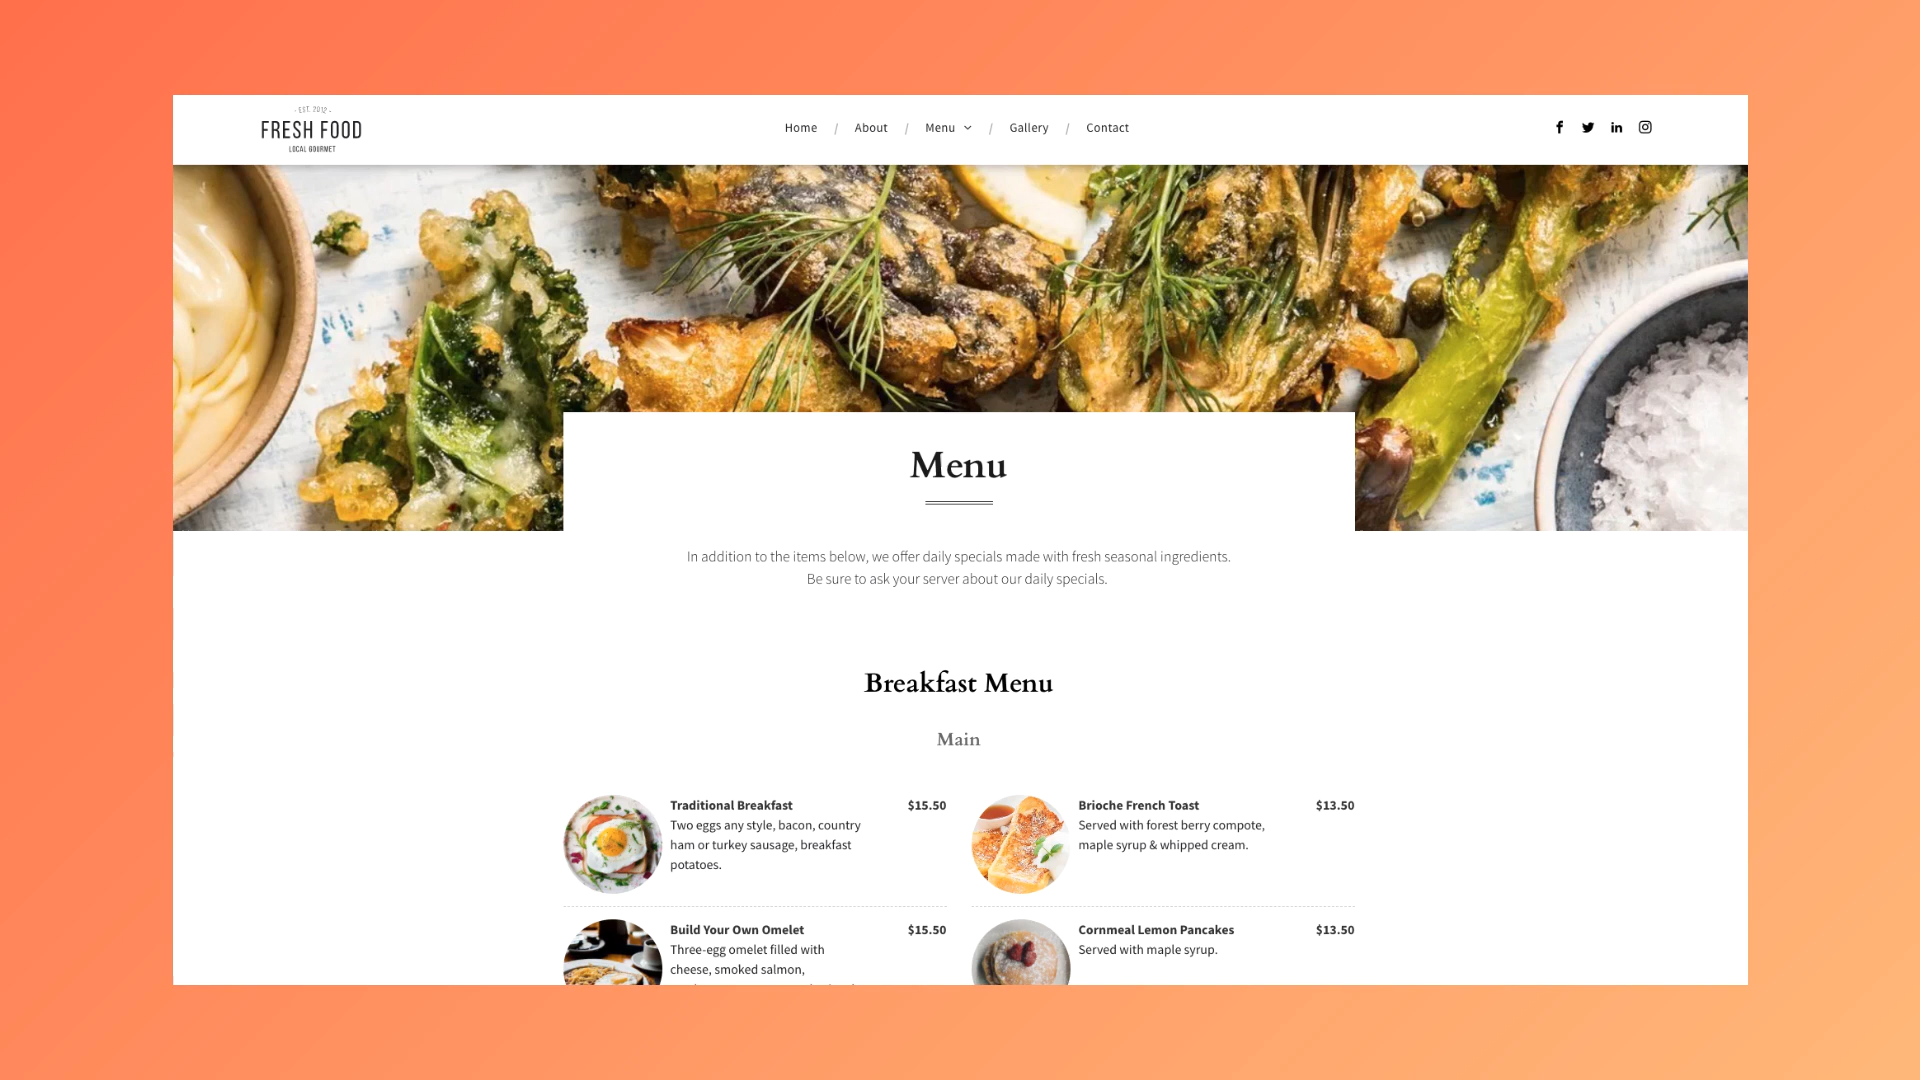 - EST. 2012 -
FRESH FOOD
LOCAL GOURMET
Home / About / Menu / Gallery / Contact
Menu
In addition to the items below, we offer daily specials made with fresh seasonal ingredients.
Be sure to ask your server about our daily specials.
Breakfast Menu
Main
Traditional Breakfast $15.50
Two eggs any style, bacon, country
ham or turkey sausage, breakfast
potatoes.
Brioche French Toast $13.50
Served with forest berry compote,
maple syrup & whipped cream.
Build Your Own Omelet $15.50
Three-egg omelet filled with
cheese, smoked salmon,
Cornmeal Lemon Pancakes $13.50
Served with maple syrup.